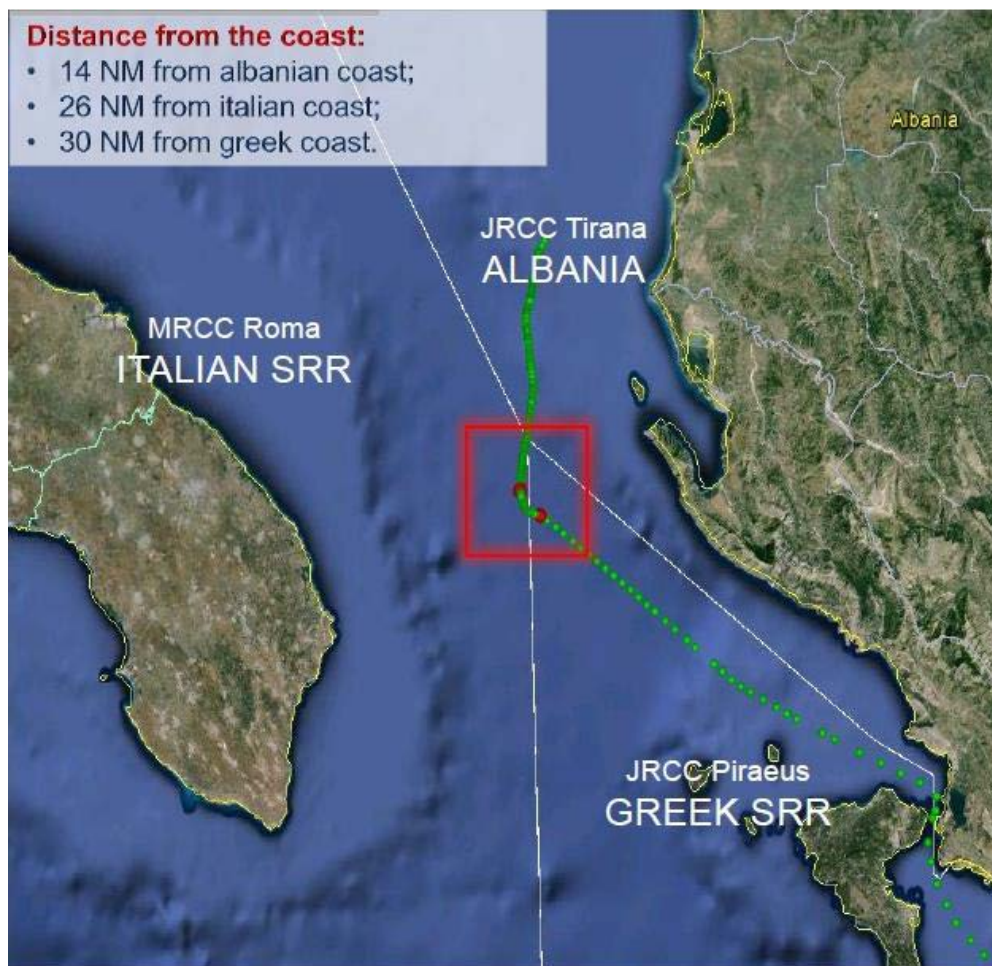 Distance from the coast:
• 14 NM from albanian coast;
• 26 NM from italian coast;
• 30 NM from greek coast.
Albania
JRCC Tirana
ALBANIA
MRCC Roma
ITALIAN SRR
JRCC Piraeus
GREEK SRR